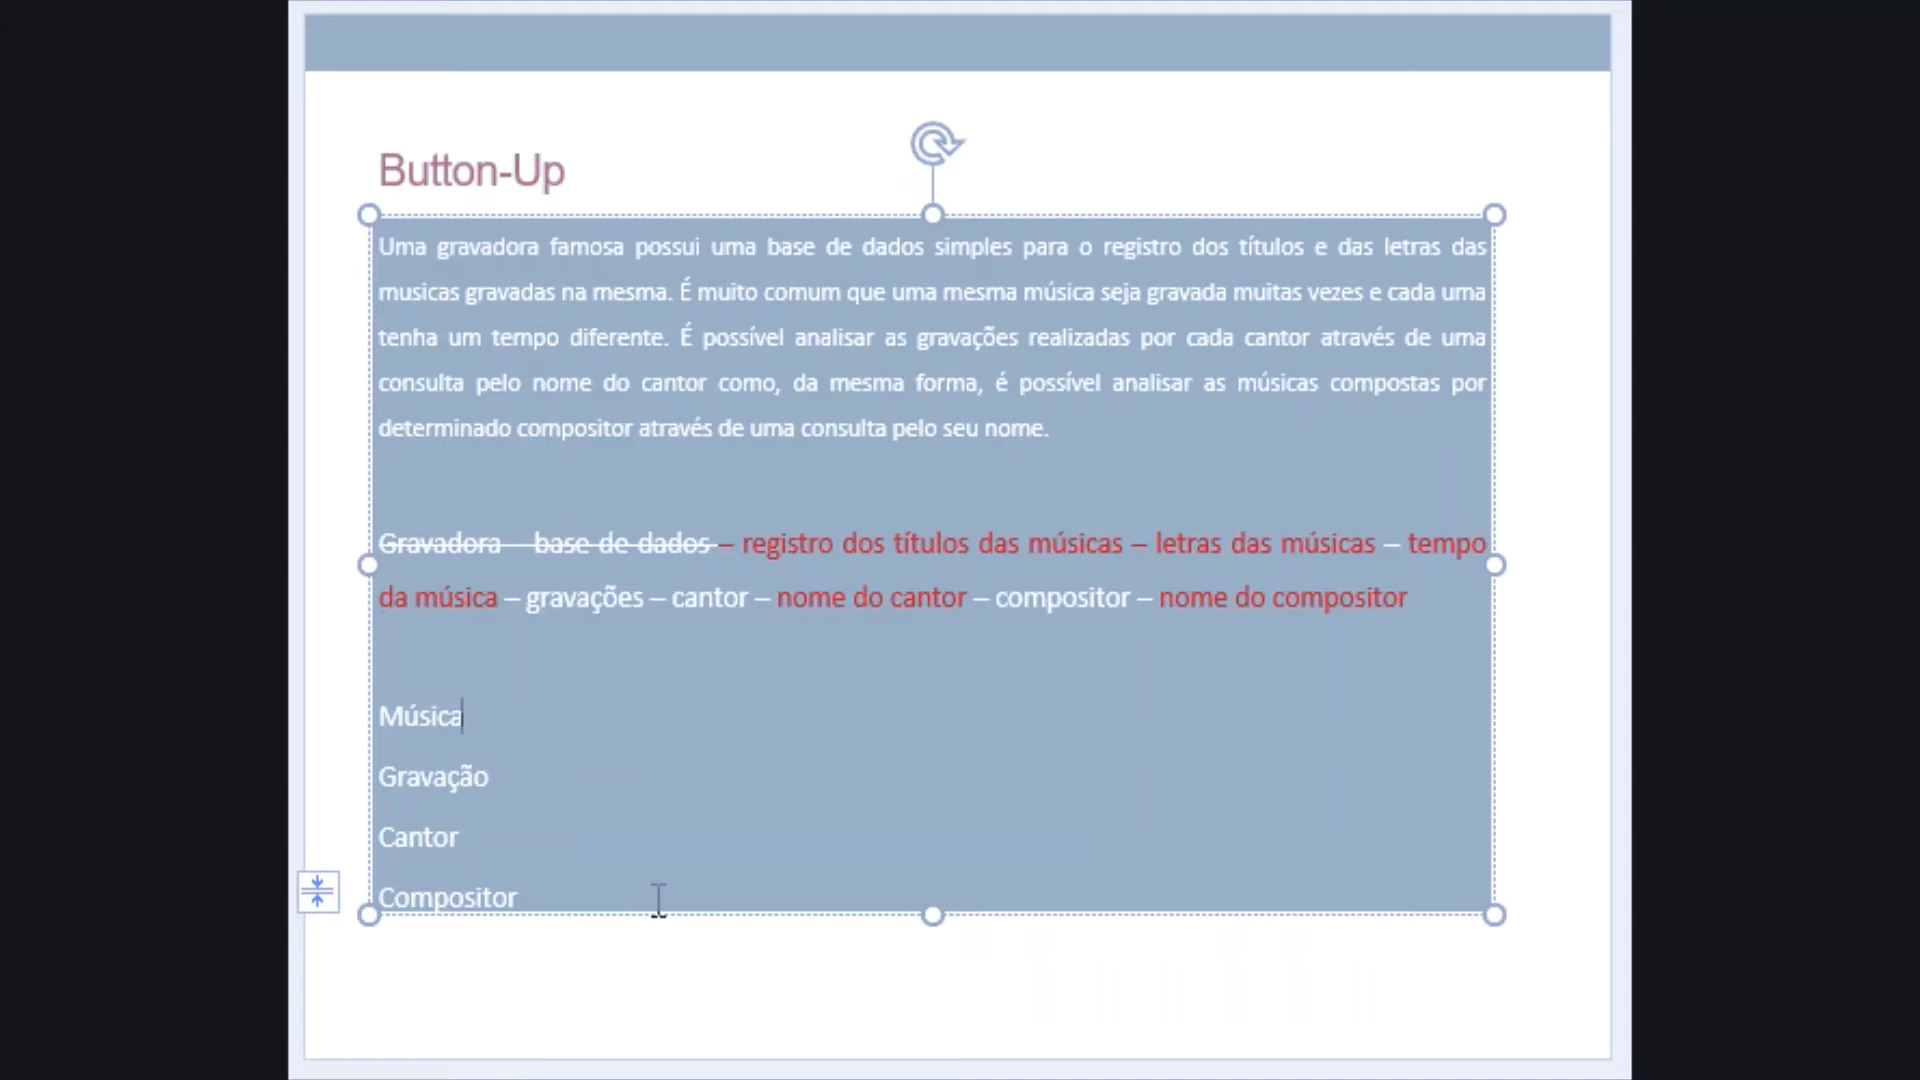 Button-Up
Uma gravadora famosa possui uma base de dados simples para o registro dos títulos e das letras das
musicas gravadas na mesma. É muito comum que uma mesma música seja gravada muitas vezes e cada uma
tenha um tempo diferente. É possível analisar as gravações realizadas por cada cantor através de uma
consulta pelo nome do cantor como, da mesma forma, é possível analisar as músicas compostas por
determinado compositor através de uma consulta pelo seu nome.
Gravadora – base de dados – registro dos títulos das músicas – letras das músicas – tempo
da música – gravações – cantor – nome do cantor – compositor – nome do compositor
Música
Gravação
Cantor
Compositor